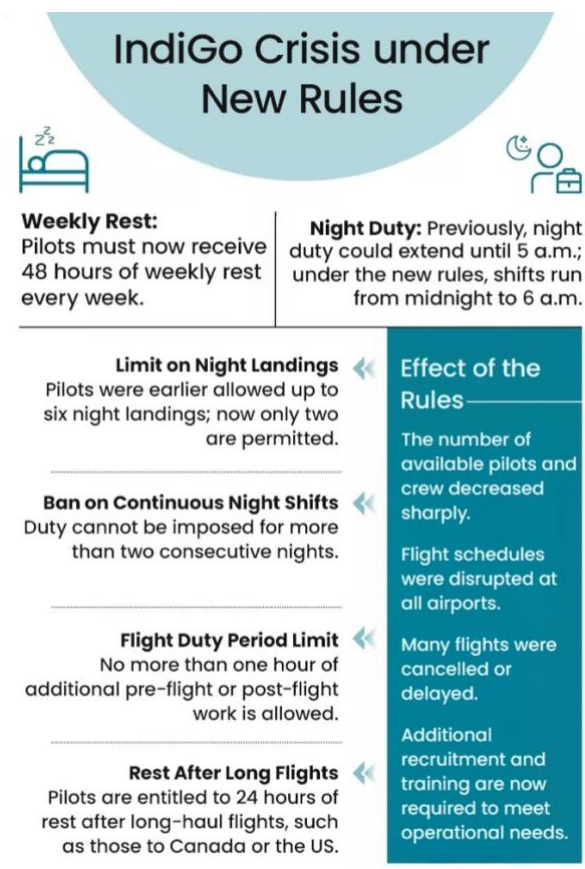 IndiGo Crisis under
New Rules
zzz
Weekly Rest:
Pilots must now receive
48 hours of weekly rest
every week.
Night Duty: Previously, night
duty could extend until 5 a.m.;
under the new rules, shifts run
from midnight to 6 a.m.
Limit on Night Landings
Pilots were earlier allowed up to
six night landings; now only two
are permitted.
Ban on Continuous Night Shifts
Duty cannot be imposed for more
than two consecutive nights.
Flight Duty Period Limit
No more than one hour of
additional pre-flight or post-flight
work is allowed.
Rest After Long Flights
Pilots are entitled to 24 hours of
rest after long-haul flights, such
as those to Canada or the US.
Effect of the
Rules
The number of
available pilots and
crew decreased
sharply.
Flight schedules
were disrupted at
all airports.
Many flights were
cancelled or
delayed.
Additional
recruitment and
training are now
required to meet
operational needs.